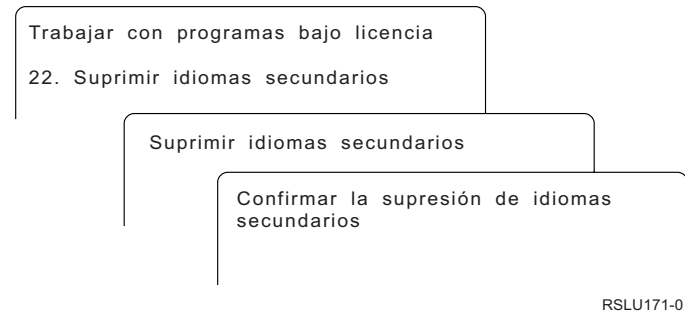 Trabajar con programas bajo licencia
22. Suprimir idiomas secundarios
Suprimir idiomas secundarios
Confirmar la supresión de idiomas
secundarios
RSLU171-0